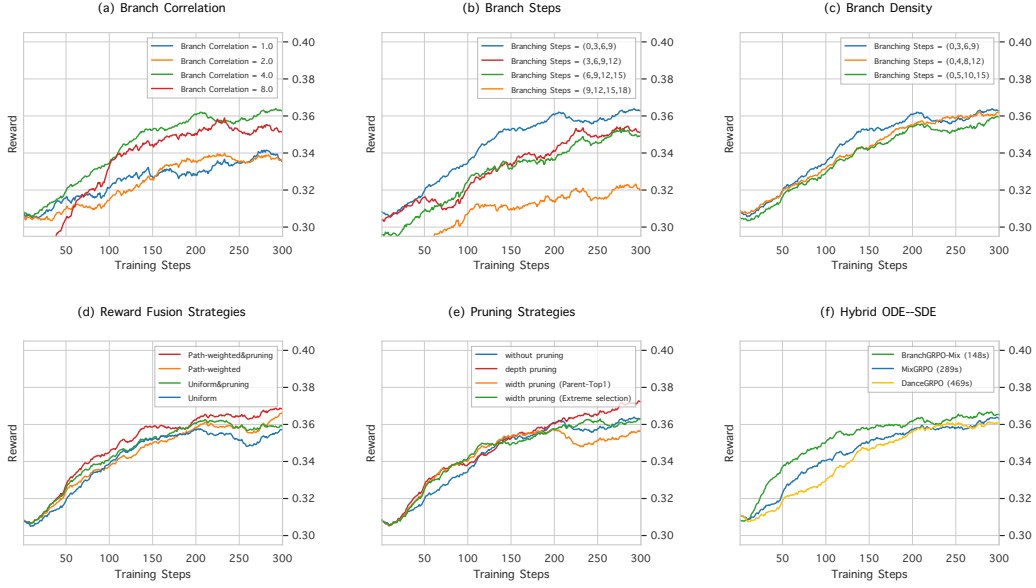 (a) Branch Correlation
Branch Correlation = 1.0
Branch Correlation = 2.0
Branch Correlation = 4.0
Branch Correlation = 8.0
Reward
0.40
0.38
0.36
0.34
0.32
0.30
50 100 150 200 250 300
Training Steps
(b) Branch Steps
Branching Steps = (0,3,6,9)
Branching Steps = (3,6,9,12)
Branching Steps = (6,9,12,15)
Branching Steps = (9,12,15,18)
Reward
0.40
0.38
0.36
0.34
0.32
0.30
50 100 150 200 250 300
Training Steps
(c) Branch Density
Branching Steps = (0,3,6,9)
Branching Steps = (0,4,8,12)
Branching Steps = (0,5,10,15)
Reward
0.40
0.38
0.36
0.34
0.32
0.30
50 100 150 200 250 300
Training Steps
(d) Reward Fusion Strategies
Path-weighted&pruning
Path-weighted
Uniform&pruning
Uniform
Reward
0.40
0.38
0.36
0.34
0.32
0.30
50 100 150 200 250 300
Training Steps
(e) Pruning Strategies
without pruning
depth pruning
width pruning (Parent-Top1)
width pruning (Extreme selection)
Reward
0.40
0.38
0.36
0.34
0.32
0.30
50 100 150 200 250 300
Training Steps
(f) Hybrid ODE--SDE
BranchGRPO-Mix (148s)
MixGRPO (289s)
DanceGRPO (469s)
Reward
0.40
0.38
0.36
0.34
0.32
0.30
50 100 150 200 250 300
Training Steps